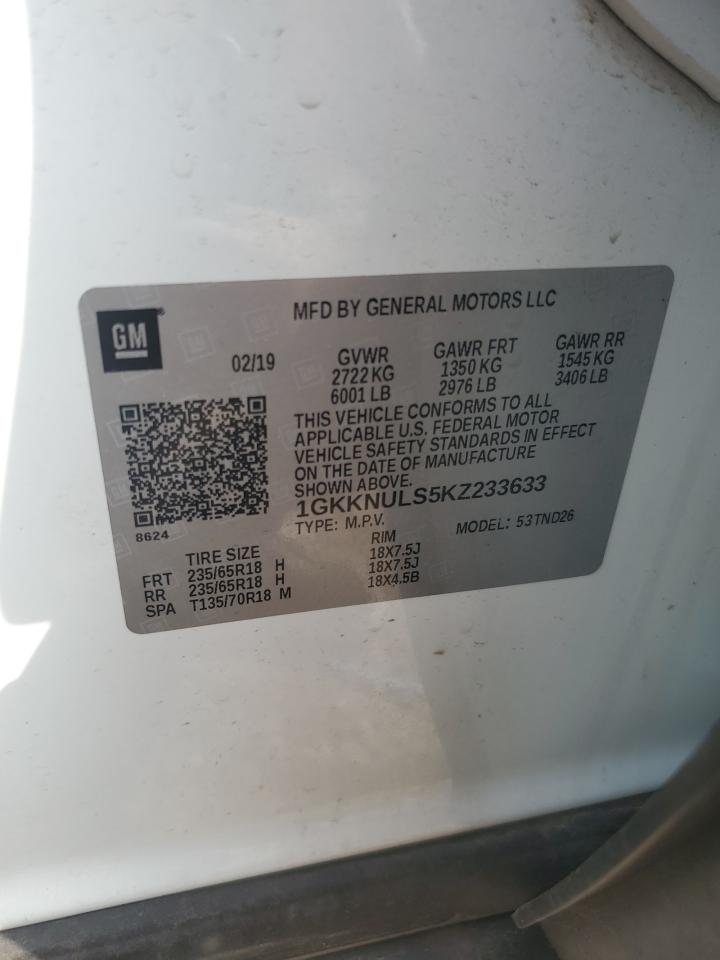 GM
MFD BY GENERAL MOTORS LLC
02/19
GVWR
2722 KG
6001 LB
GAWR FRT
1350 KG
2976 LB
GAWR RR
1545 KG
3406 LB
THIS VEHICLE CONFORMS TO ALL
APPLICABLE U.S. FEDERAL MOTOR
VEHICLE SAFETY STANDARDS IN EFFECT
ON THE DATE OF MANUFACTURE
SHOWN ABOVE.
1GKKNULS5KZ233633
TYPE: M.P.V. MODEL: 53TND26
8624
TIRE SIZE RIM
FRT 235/65R18 H 18X7.5J
RR 235/65R18 H 18X7.5J
SPA T135/70R18 M 18X4.5B